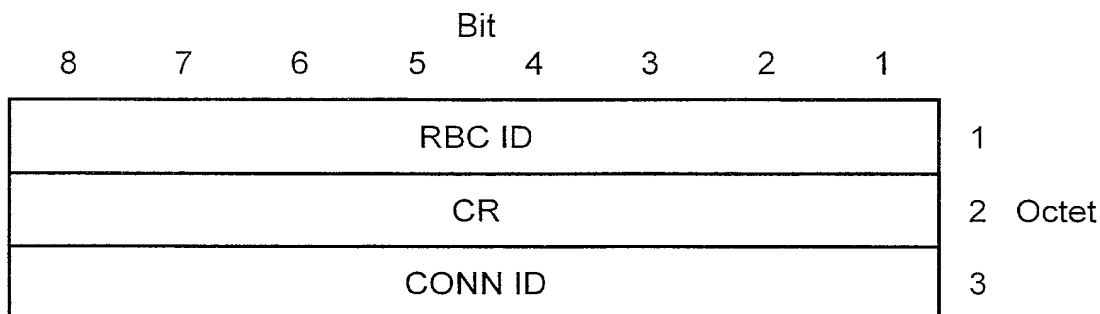 Bit
8 7 6 5 4 3 2 1
RBC ID 1
CR 2 Octet
CONN ID 3